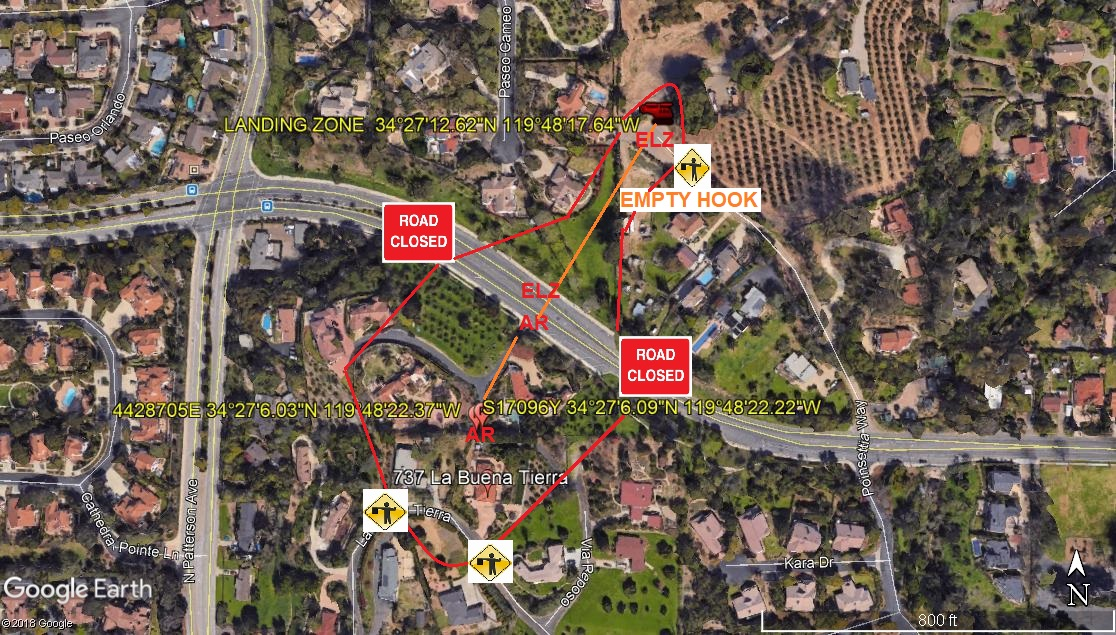 Paseo Cameo
Paseo Orlando
LANDING ZONE 34°27'12.62"N 119°48'17.64"W
ELZ
EMPTY HOOK
ROAD
CLOSED
ELZ
AR
ROAD
CLOSED
4428705E 34°27'6.03"N 119°48'22.37"W
S17096Y 34°27'6.09"N 119°48'22.22"W
AR
737 La Buena Tierra
Poinsettia Way
Cathedral Pointe Ln
N Patterson Ave
La
Tierra
Via Reposo
Kara Dr
Google Earth
©2018 Google
N
800 ft